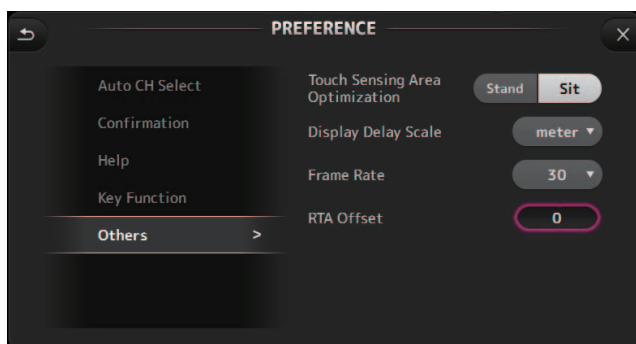 PREFERENCE
Auto CH Select
Confirmation
Help
Key Function
Others >
Touch Sensing Area
Optimization
Stand Sit
Display Delay Scale
meter ▼
Frame Rate
30 ▼
RTA Offset
0